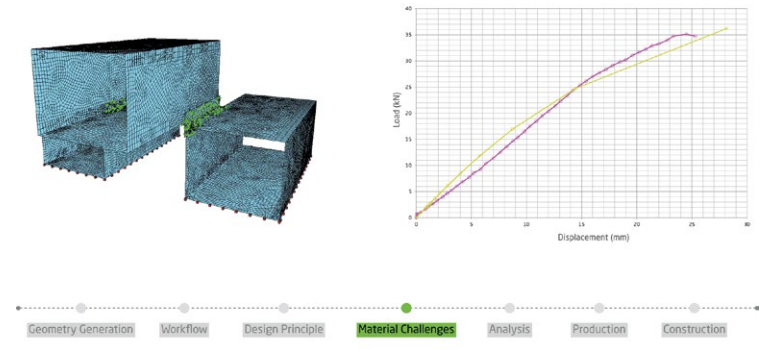 40
35
30
25
20
15
10
5
0
Load (kN)
0 5 10 15 20 25 30
Displacement (mm)
Geometry Generation Workflow Design Principle Material Challenges Analysis Production Construction